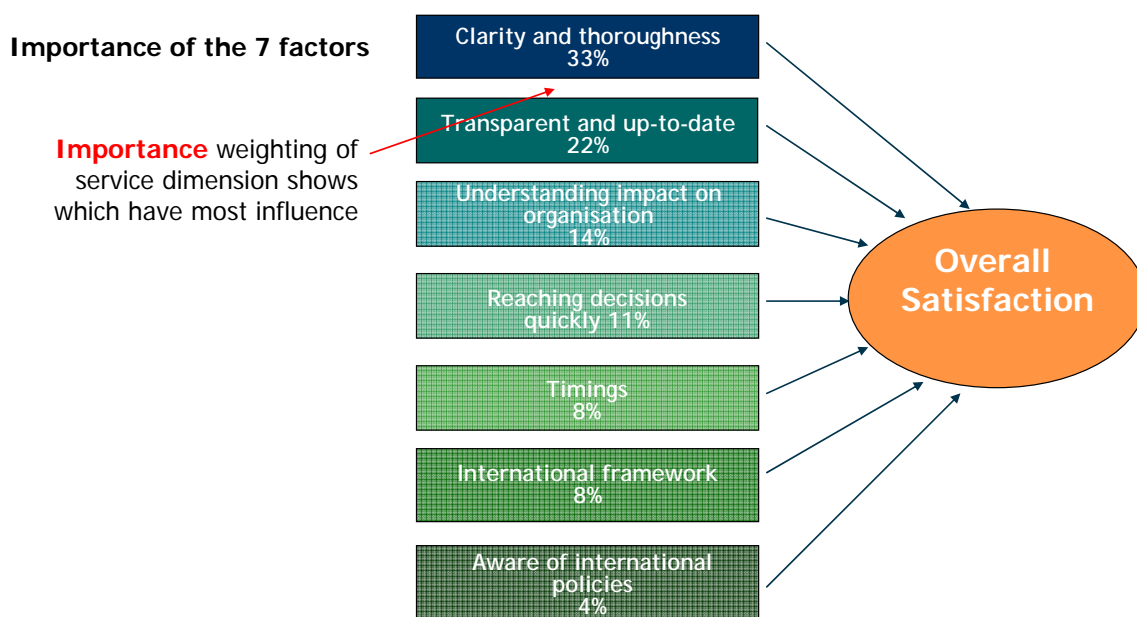 Importance of the 7 factors
Clarity and thoroughness
33%
Importance weighting of
service dimension shows
which have most influence
Transparent and up-to-date
22%
Understanding impact on
organisation
14%
Reaching decisions
quickly 11%
Timings
8%
International framework
8%
Aware of international
policies
4%
Overall
Satisfaction